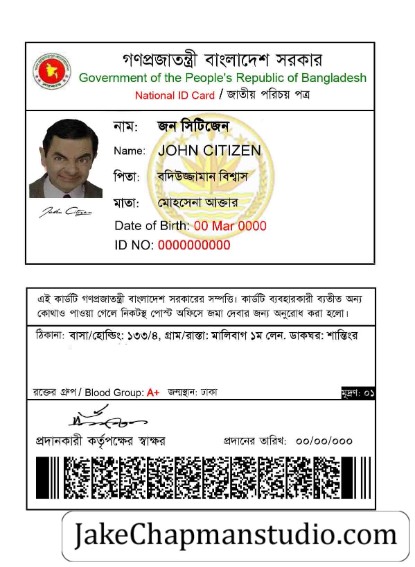 গণপ্রজাতন্ত্রী বাংলাদেশ সরকার
Government of the People's Republic of Bangladesh
National ID Card / জাতীয় পরিচয় পত্র
নাম: জন সিটিজেন
Name: JOHN CITIZEN
পিতা: বদিউজ্জামান বিশ্বাস
মাতা: মোহসেনা আক্তার
Date of Birth: 00 Mar 0000
ID NO: 0000000000
John Citizen
এই কার্ডটি গণপ্রজাতন্ত্রী বাংলাদেশ সরকারের সম্পত্তি। কার্ডটি ব্যবহারকারী ব্যতীত অন্য
কোথাও পাওয়া গেলে নিকটস্থ পোস্ট অফিসে জমা দেবার জন্য অনুরোধ করা হলো।
ঠিকানা: বাসা/হোল্ডিং: ১৩৩/৪, গ্রাম/রাস্তা: মালিবাগ ১ম লেন. ডাকঘর: শান্তিংর
রক্তের গ্রুপ / Blood Group: A+ জন্মস্থান: ঢাকা
মুদ্রণ: ০১
প্রদানকারী কর্তৃপক্ষের স্বাক্ষর প্রদানের তারিখ: ০০/০০/০০০
JakeChapmanstudio.com